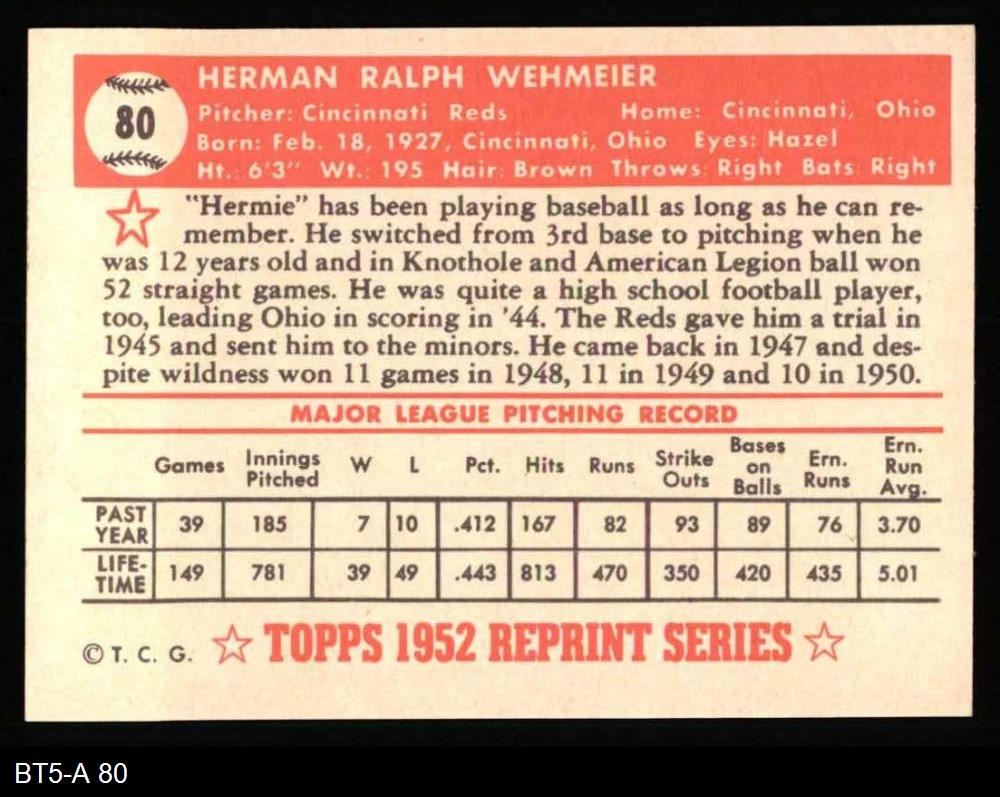 80
HERMAN RALPH WEHMEIER
Pitcher: Cincinnati Reds Home: Cincinnati, Ohio
Born: Feb. 18, 1927, Cincinnati, Ohio Eyes: Hazel
Ht.: 6'3" Wt.: 195 Hair: Brown Throws: Right Bats: Right
"Hermie" has been playing baseball as long as he can re-
member. He switched from 3rd base to pitching when he
was 12 years old and in Knothole and American Legion ball won
52 straight games. He was quite a high school football player,
too, leading Ohio in scoring in '44. The Reds gave him a trial in
1945 and sent him to the minors. He came back in 1947 and des-
pite wildness won 11 games in 1948, 11 in 1949 and 10 in 1950.
MAJOR LEAGUE PITCHING RECORD
Games Innings Pitched W L Pct. Hits Runs Strike Outs Bases on Balls Ern. Runs Ern. Run Avg.
PAST YEAR 39 185 7 10 .412 167 82 93 89 76 3.70
LIFE-TIME 149 781 39 49 .443 813 470 350 420 435 5.01
© T. C. G. ☆ TOPPS 1952 REPRINT SERIES ☆
BT5-A 80